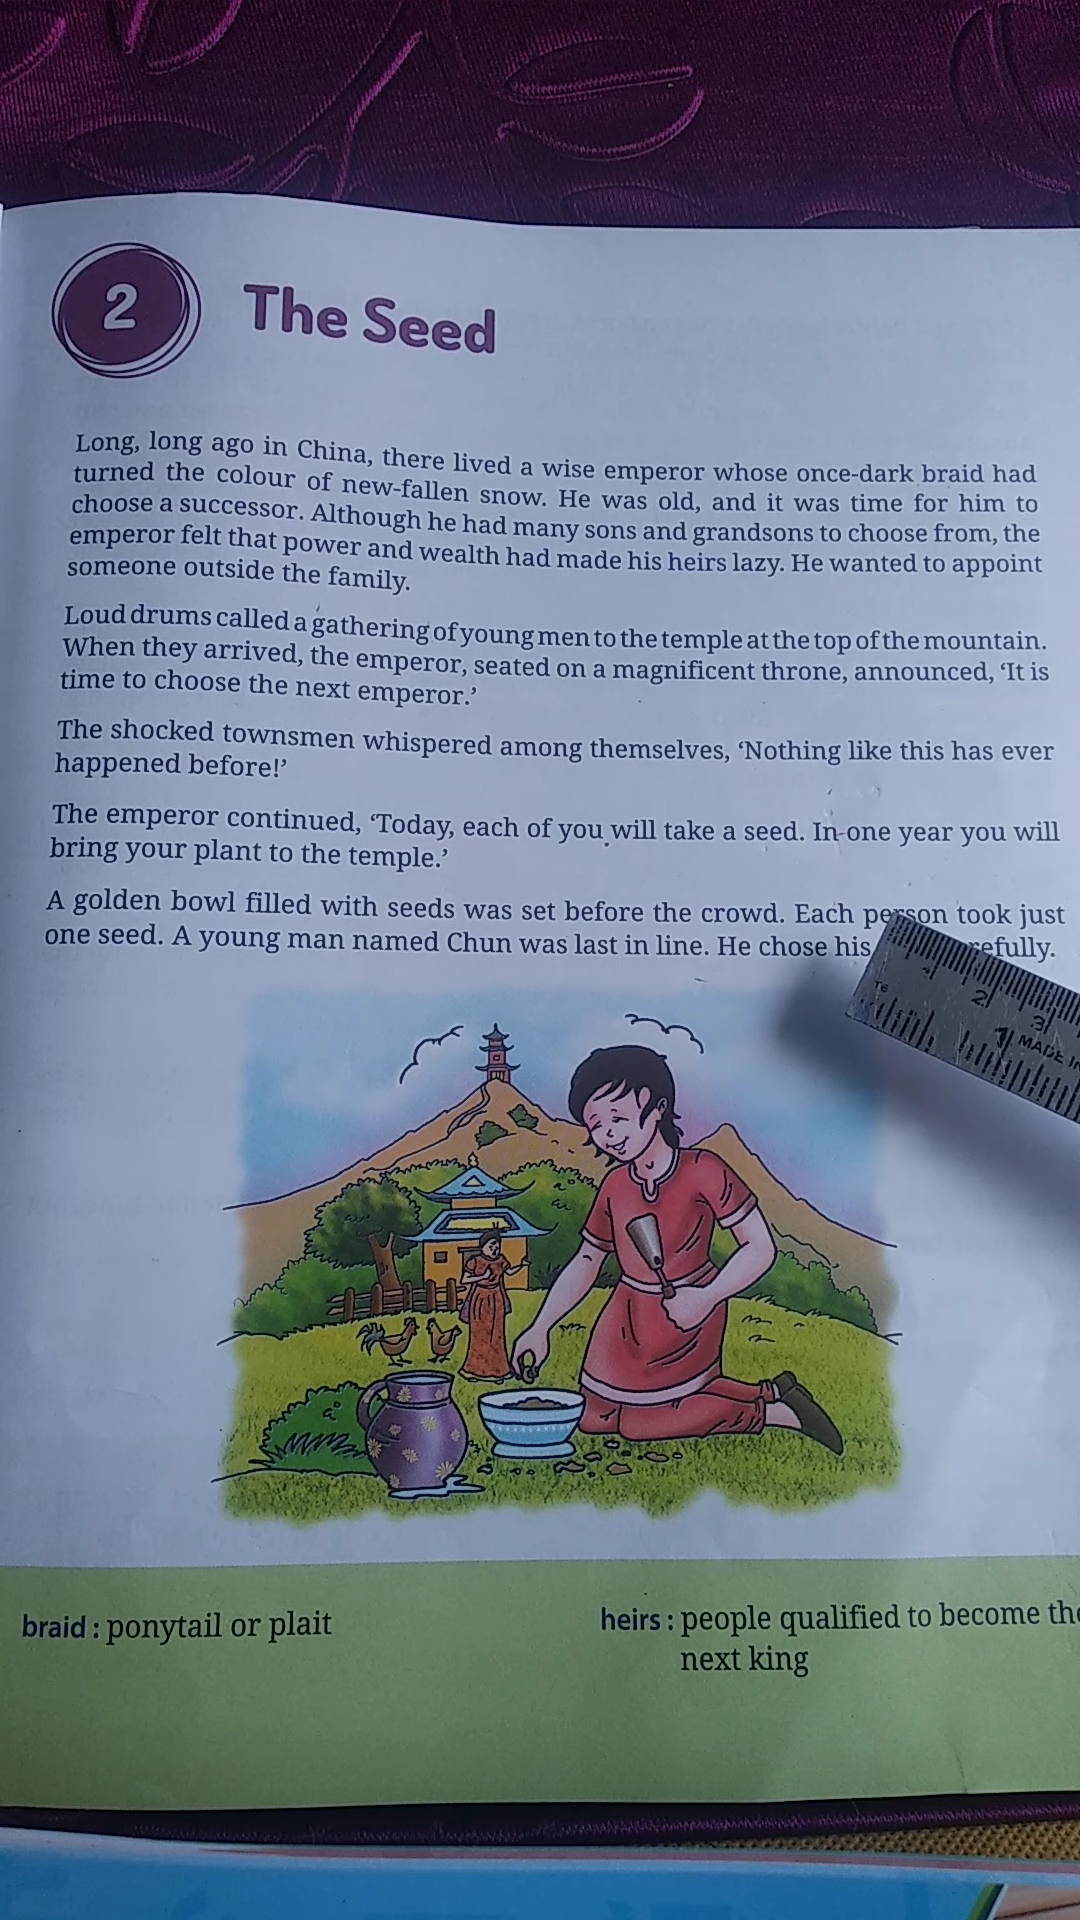 2
The Seed
Long, long ago in China, there lived a wise emperor whose once-dark braid had
turned the colour of new-fallen snow. He was old, and it was time for him to
choose a successor. Although he had many sons and grandsons to choose from, the
emperor felt that power and wealth had made his heirs lazy. He wanted to appoint
someone outside the family.
Loud drums called a gathering of young men to the temple at the top of the mountain.
When they arrived, the emperor, seated on a magnificent throne, announced, ‘It is
time to choose the next emperor.’
The shocked townsmen whispered among themselves, ‘Nothing like this has ever
happened before!’
The emperor continued, ‘Today, each of you will take a seed. In one year you will
bring your plant to the temple.’
A golden bowl filled with seeds was set before the crowd. Each person took just
one seed. A young man named Chun was last in line. He chose his refully.
1 2 3
1 MADE IN
braid : ponytail or plait
heirs : people qualified to become the
next king